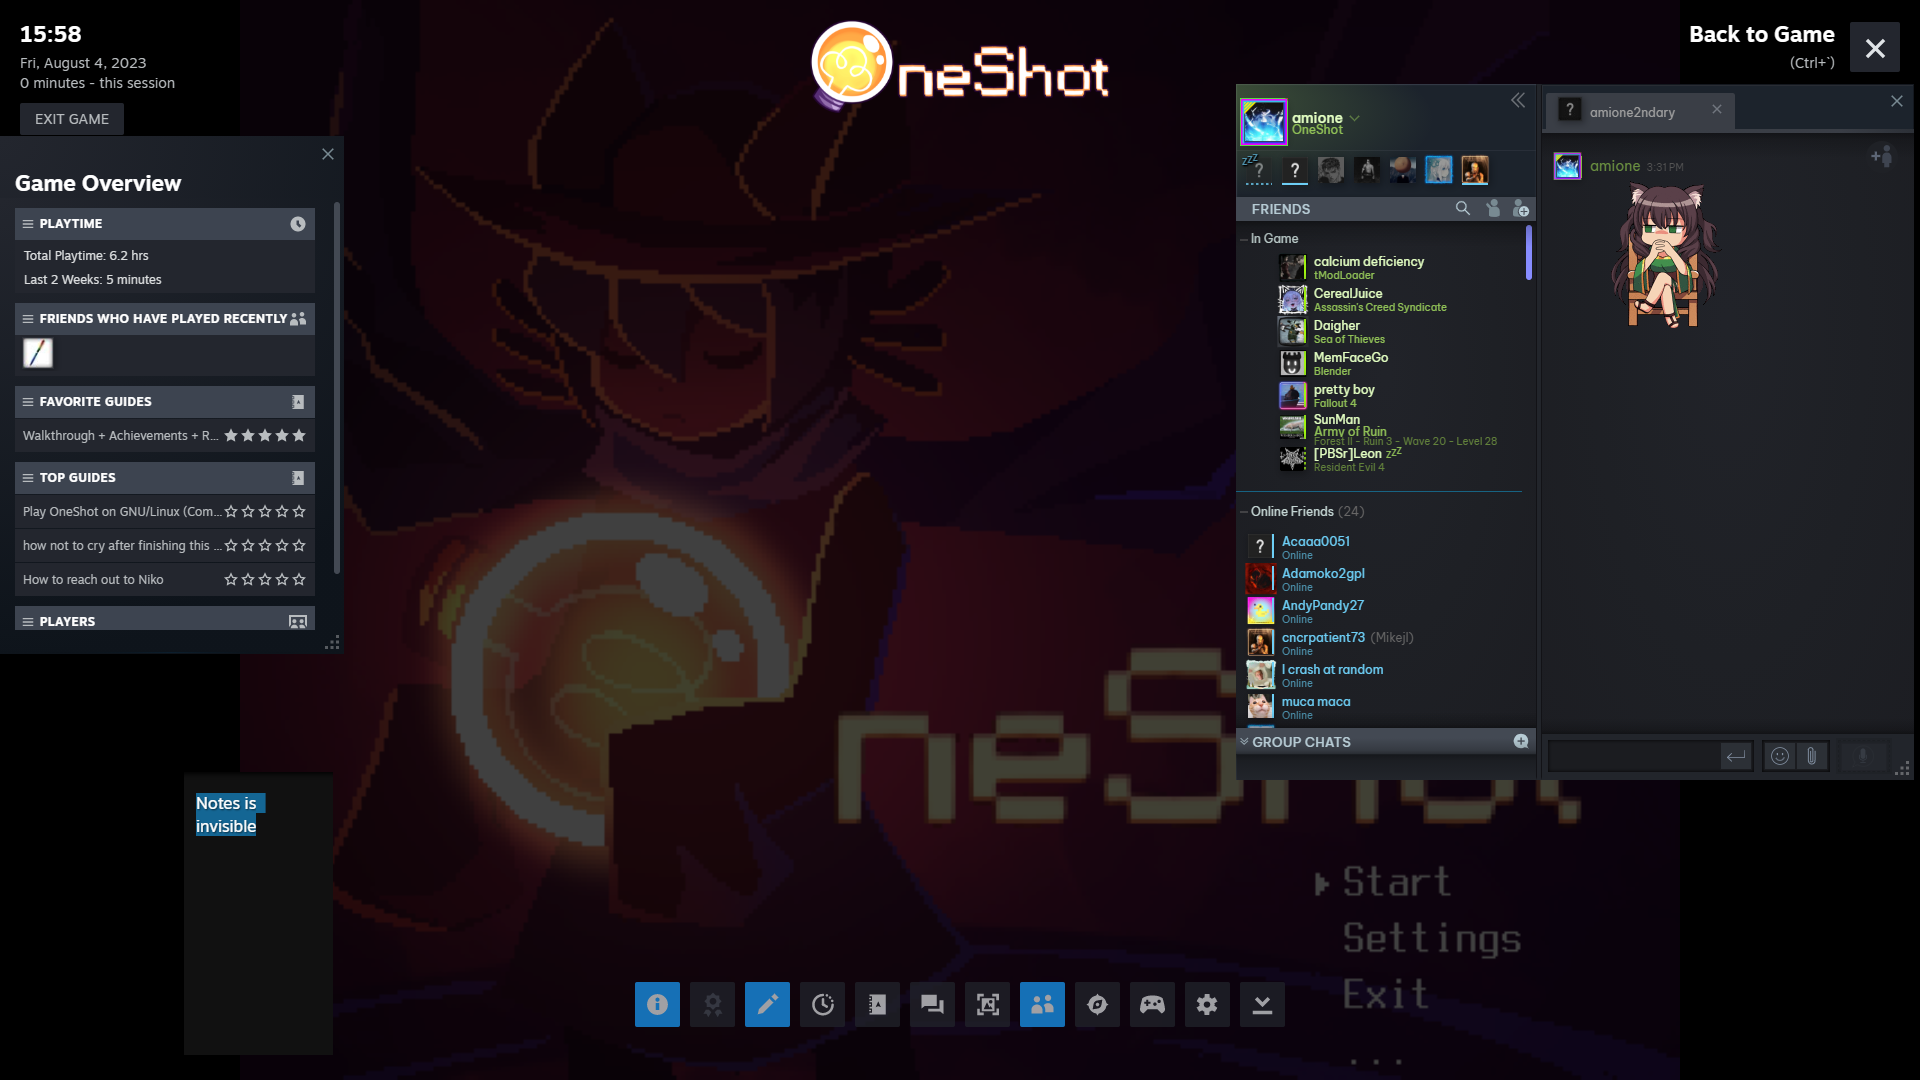 15:58
Fri, August 4, 2023
0 minutes - this session
EXIT GAME
neShot
Back to Game
(Ctrl+`)
Game Overview
PLAYTIME
Total Playtime: 6.2 hrs
Last 2 Weeks: 5 minutes
FRIENDS WHO HAVE PLAYED RECENTLY
FAVORITE GUIDES
Walkthrough + Achievements + R...
TOP GUIDES
Play OneShot on GNU/Linux (Com...
how not to cry after finishing this ...
How to reach out to Niko
PLAYERS
Notes is
invisible
amione
OneShot
zzz
?
?
FRIENDS
In Game
calcium deficiency
tModLoader
CerealJuice
Assassin's Creed Syndicate
Daigher
Sea of Thieves
MemFaceGo
Blender
pretty boy
Fallout 4
SunMan
Army of Ruin
Forest II - Ruin 3 - Wave 20 - Level 28
[PBSr]Leon zzZ
Resident Evil 4
Online Friends (24)
?
Acaaa0051
Online
Adamoko2gpl
Online
AndyPandy27
Online
cncrpatient73 (Mikejl)
Online
I crash at random
Online
muca maca
Online
GROUP CHATS
?
amione2ndary
amione 3:31 PM
neShot
Start
Settings
Exit
...